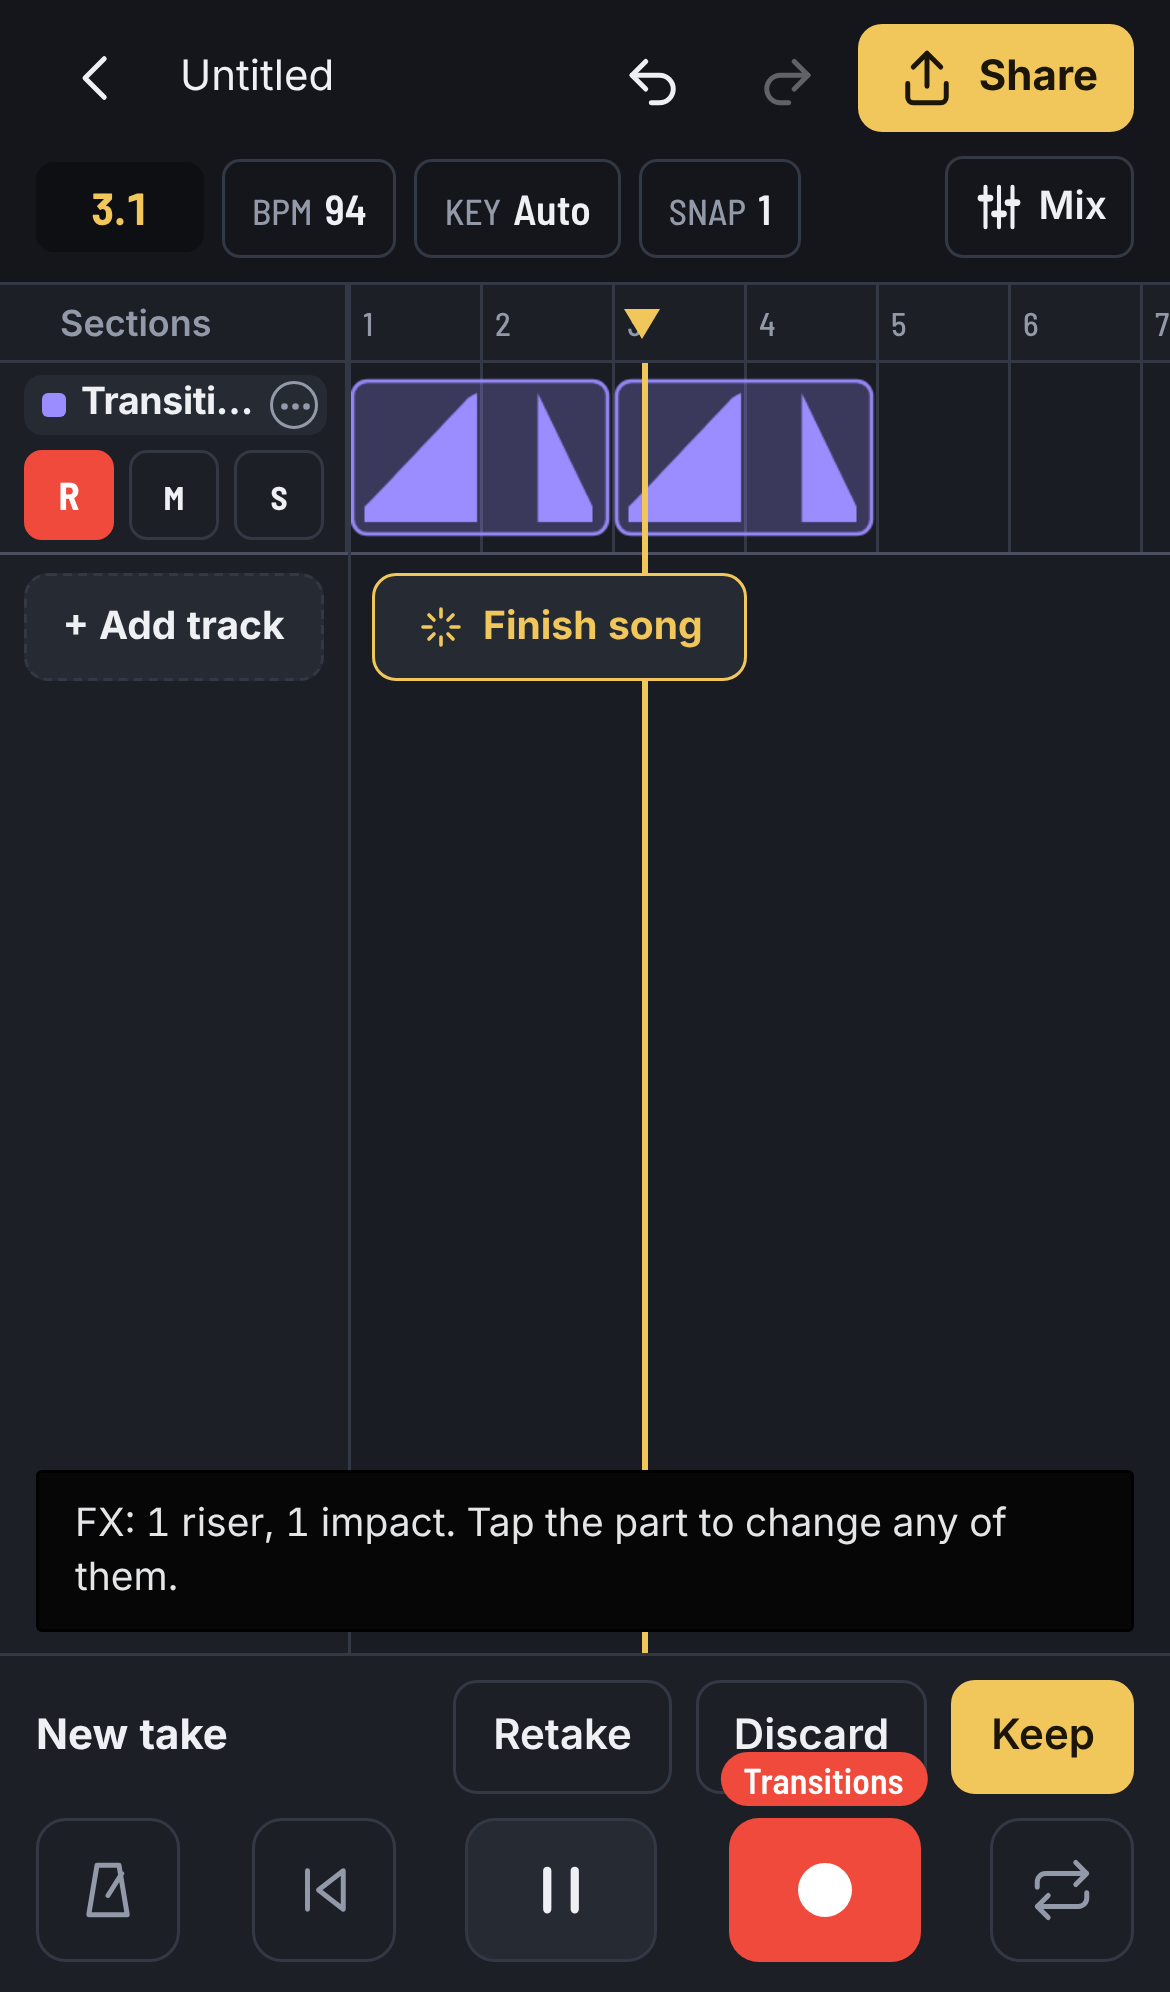 Untitled
Share
3.1
BPM 94
KEY Auto
SNAP 1
Mix
Sections
1
2
3
4
5
6
7
Transiti...
R
M
S
+ Add track
Finish song
FX: 1 riser, 1 impact. Tap the part to change any of
them.
New take
Retake
Discard
Keep
Transitions